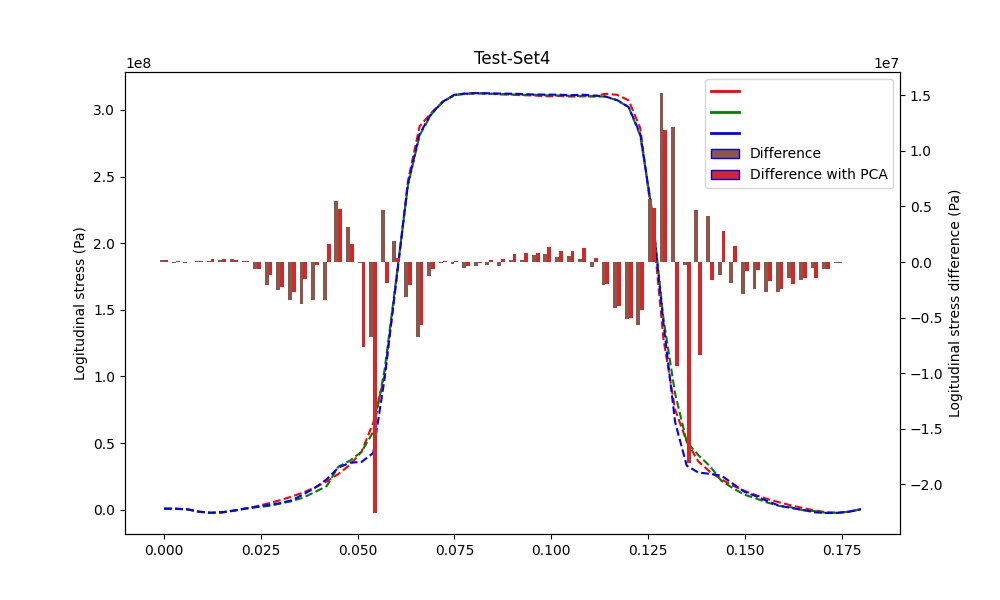 Test-Set4
1e8
1e7
Logitudinal stress (Pa)
3.0
2.5
2.0
1.5
1.0
0.5
0.0
Difference
Difference with PCA
1.5
1.0
0.5
0.0
−0.5
−1.0
−1.5
−2.0
Logitudinal stress difference (Pa)
0.000 0.025 0.050 0.075 0.100 0.125 0.150 0.175